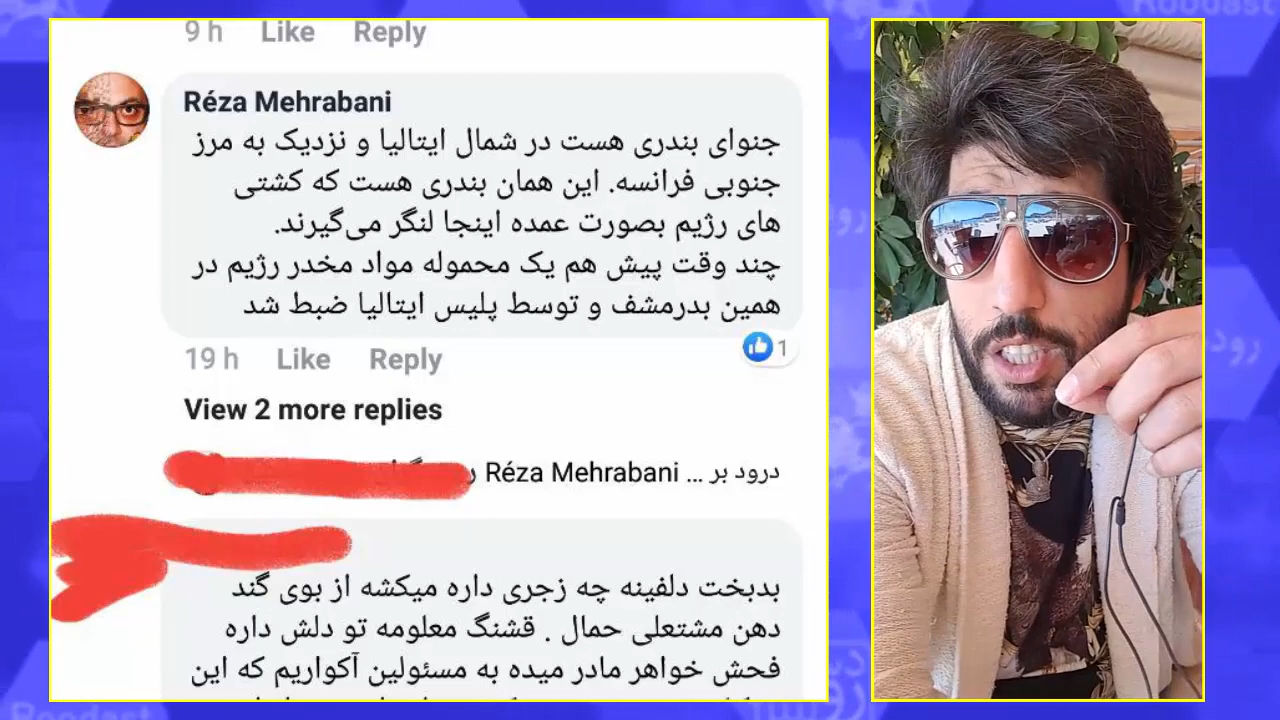 Roodast
9 h Like Reply
Réza Mehrabani
جنوای بندری هست در شمال ایتالیا و نزدیک به مرز
جنوبی فرانسه. این همان بندری هست که کشتی
های رژیم بصورت عمده اینجا لنگر می‌گیرند.
چند وقت پیش هم یک محموله مواد مخدر رژیم در
همین بدرمشف و توسط پلیس ایتالیا ضبط شد
1
19 h Like Reply
View 2 more replies
درود بر ... Réza Mehrabani
بدبخت دلفینه چه زجری داره میکشه از بوی گند
دهن مشتعلی حمال . قشنگ معلومه تو دلش داره
فحش خواهر مادر میده به مسئولین آکواریم که این
Roodast